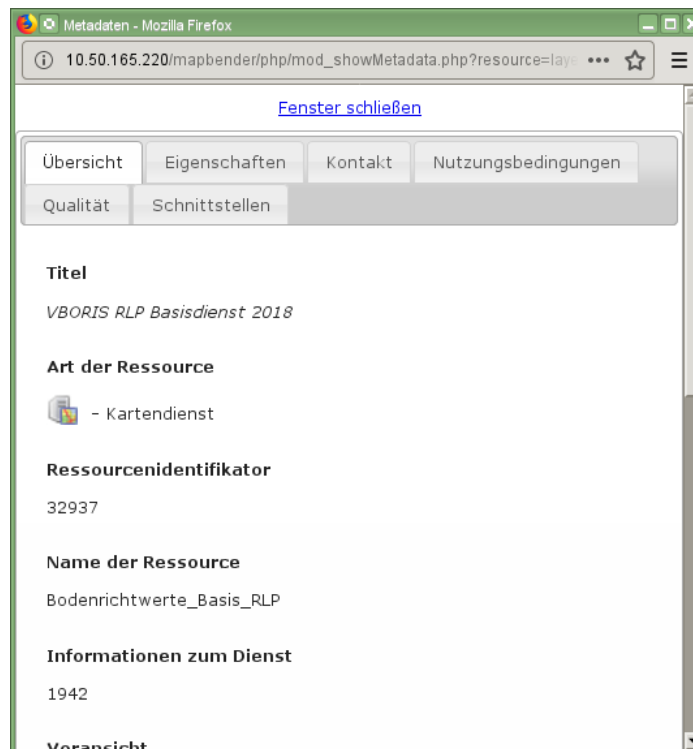 Metadaten - Mozilla Firefox
10.50.165.220/mapbender/php/mod_showMetadata.php?resource=laye
Fenster schließen
Übersicht Eigenschaften Kontakt Nutzungsbedingungen
Qualität Schnittstellen
Titel
VBORIS RLP Basisdienst 2018
Art der Ressource
– Kartendienst
Ressourcenidentifikator
32937
Name der Ressource
Bodenrichtwerte_Basis_RLP
Informationen zum Dienst
1942
Voransicht